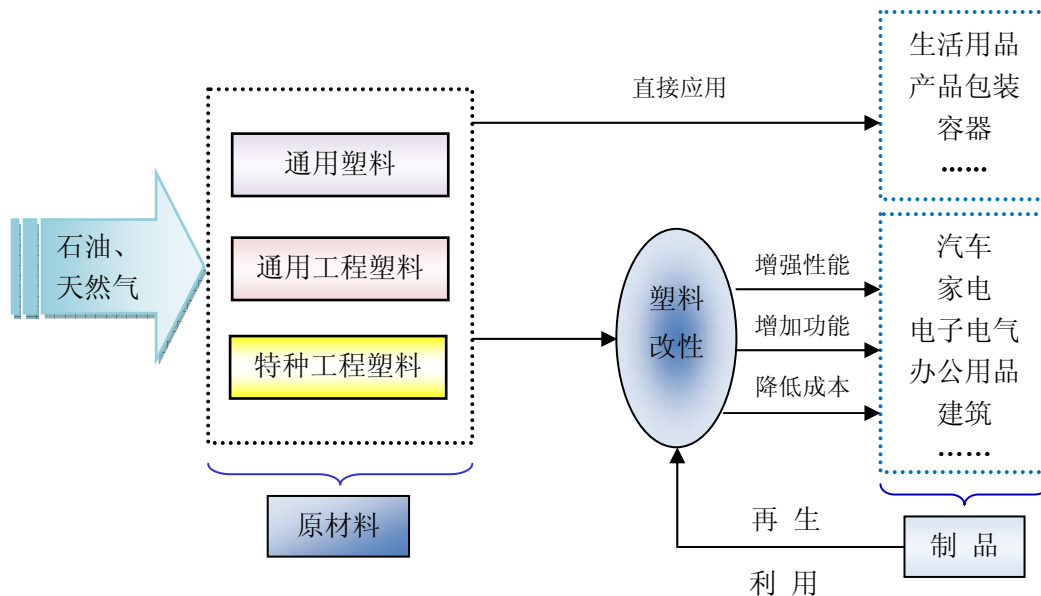 石油、
天然气
通用塑料
通用工程塑料
特种工程塑料
原材料
直接应用
塑料
改性
增强性能
增加功能
降低成本
生活用品
产品包装
容器
……
汽车
家电
电子电气
办公用品
建筑
……
制 品
再 生
利 用